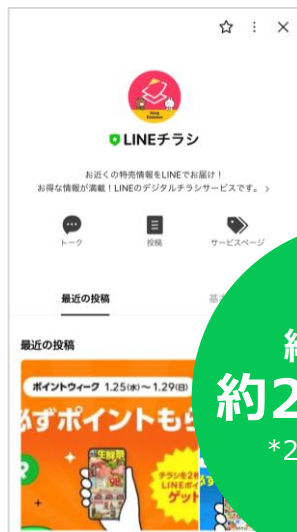 LINEチラシ
お近くの特売情報をLINEでお届け！
お得な情報が満載！LINEのデジタルチラシサービスです。
トーク
投稿
サービスページ
最近の投稿
基
最近の投稿
約2
*2
ポイントウィーク 1.25(水)〜1.29(日)
必ずポイントもら
チラシを2枚
LINEポイ
ゲット